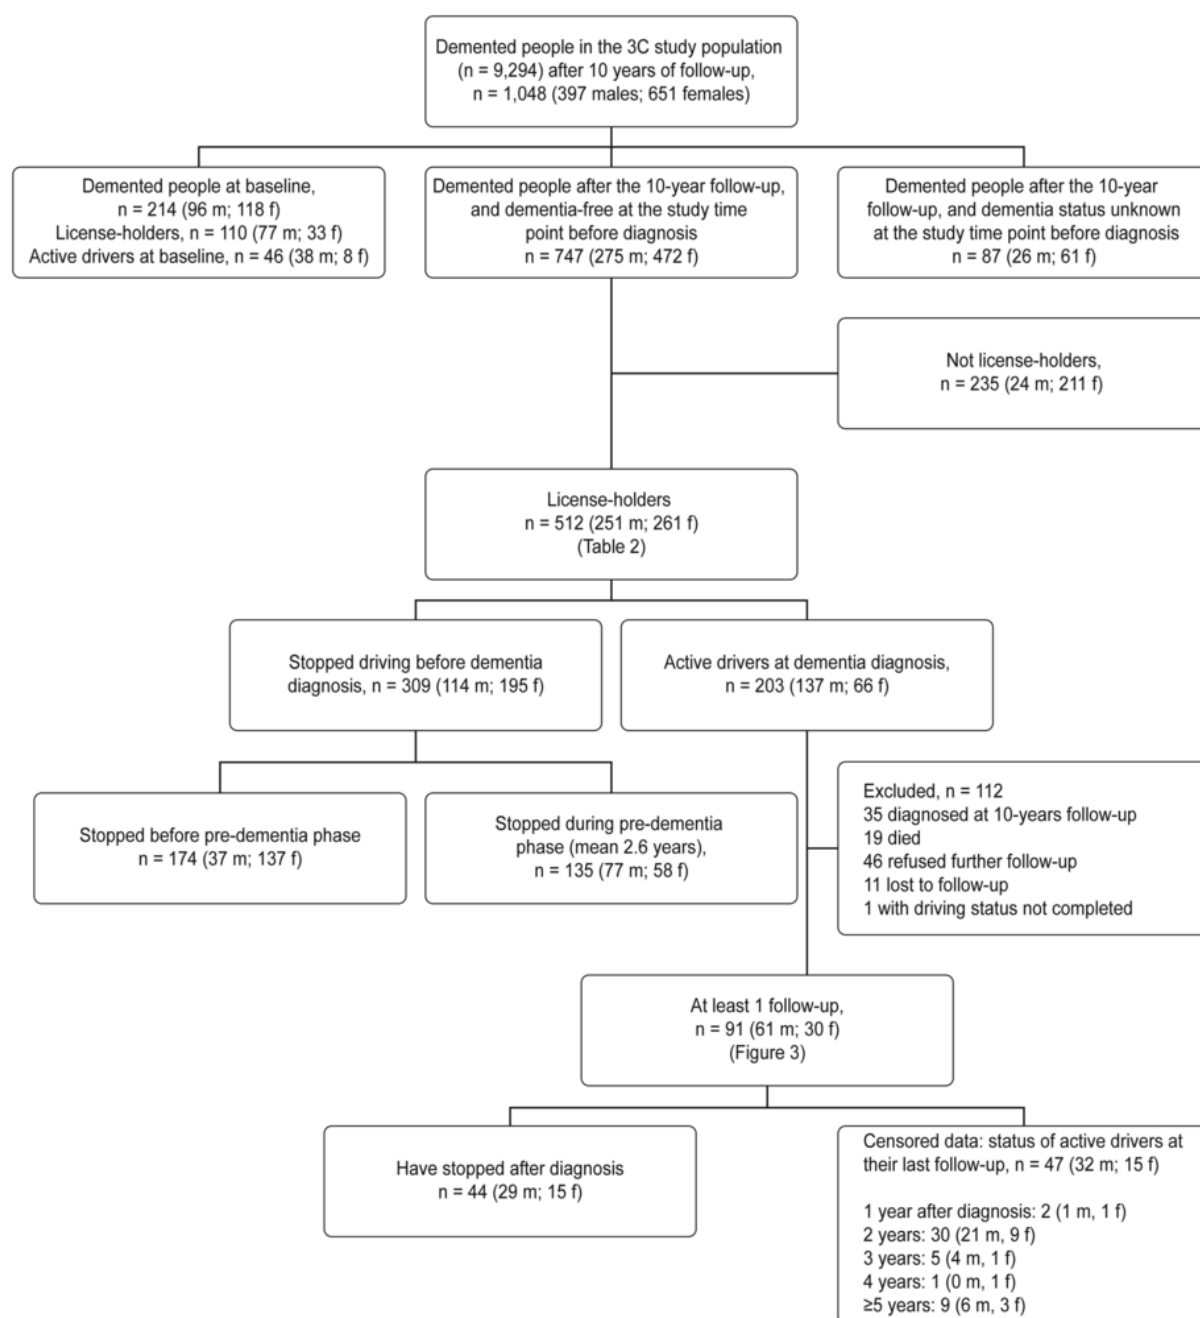 Demented people in the 3C study population
(n = 9,294) after 10 years of follow-up,
n = 1,048 (397 males; 651 females)
Demented people at baseline,
n = 214 (96 m; 118 f)
License-holders, n = 110 (77 m; 33 f)
Active drivers at baseline, n = 46 (38 m; 8 f)
Demented people after the 10-year follow-up,
and dementia-free at the study time
point before diagnosis
n = 747 (275 m; 472 f)
Demented people after the 10-year
follow-up, and dementia status unknown
at the study time point before diagnosis
n = 87 (26 m; 61 f)
Not license-holders,
n = 235 (24 m; 211 f)
License-holders
n = 512 (251 m; 261 f)
(Table 2)
Stopped driving before dementia
diagnosis, n = 309 (114 m; 195 f)
Active drivers at dementia diagnosis,
n = 203 (137 m; 66 f)
Stopped before pre-dementia phase
n = 174 (37 m; 137 f)
Stopped during pre-dementia
phase (mean 2.6 years),
n = 135 (77 m; 58 f)
Excluded, n = 112
35 diagnosed at 10-years follow-up
19 died
46 refused further follow-up
11 lost to follow-up
1 with driving status not completed
At least 1 follow-up,
n = 91 (61 m; 30 f)
(Figure 3)
Have stopped after diagnosis
n = 44 (29 m; 15 f)
Censored data: status of active drivers at
their last follow-up, n = 47 (32 m; 15 f)
1 year after diagnosis: 2 (1 m, 1 f)
2 years: 30 (21 m, 9 f)
3 years: 5 (4 m, 1 f)
4 years: 1 (0 m, 1 f)
≥5 years: 9 (6 m, 3 f)